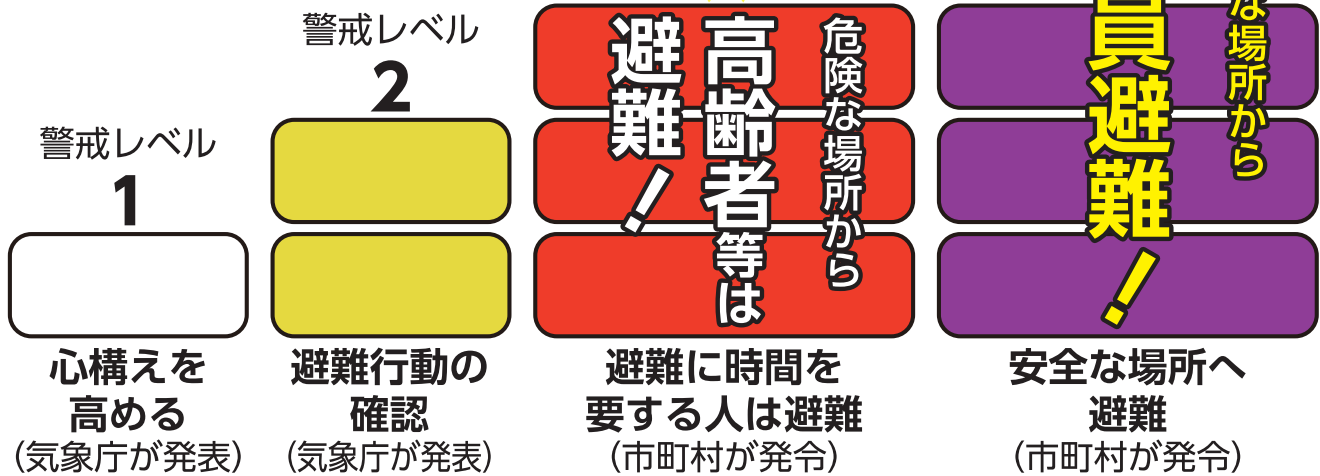 警戒レベル
1
心構えを
高める
(気象庁が発表)
警戒レベル
2
避難行動の
確認
(気象庁が発表)
危険な場所から
高齢者等は
避難!
避難に時間を
要する人は避難
(市町村が発令)
な場所から
員避難!
安全な場所へ
避難
(市町村が発令)